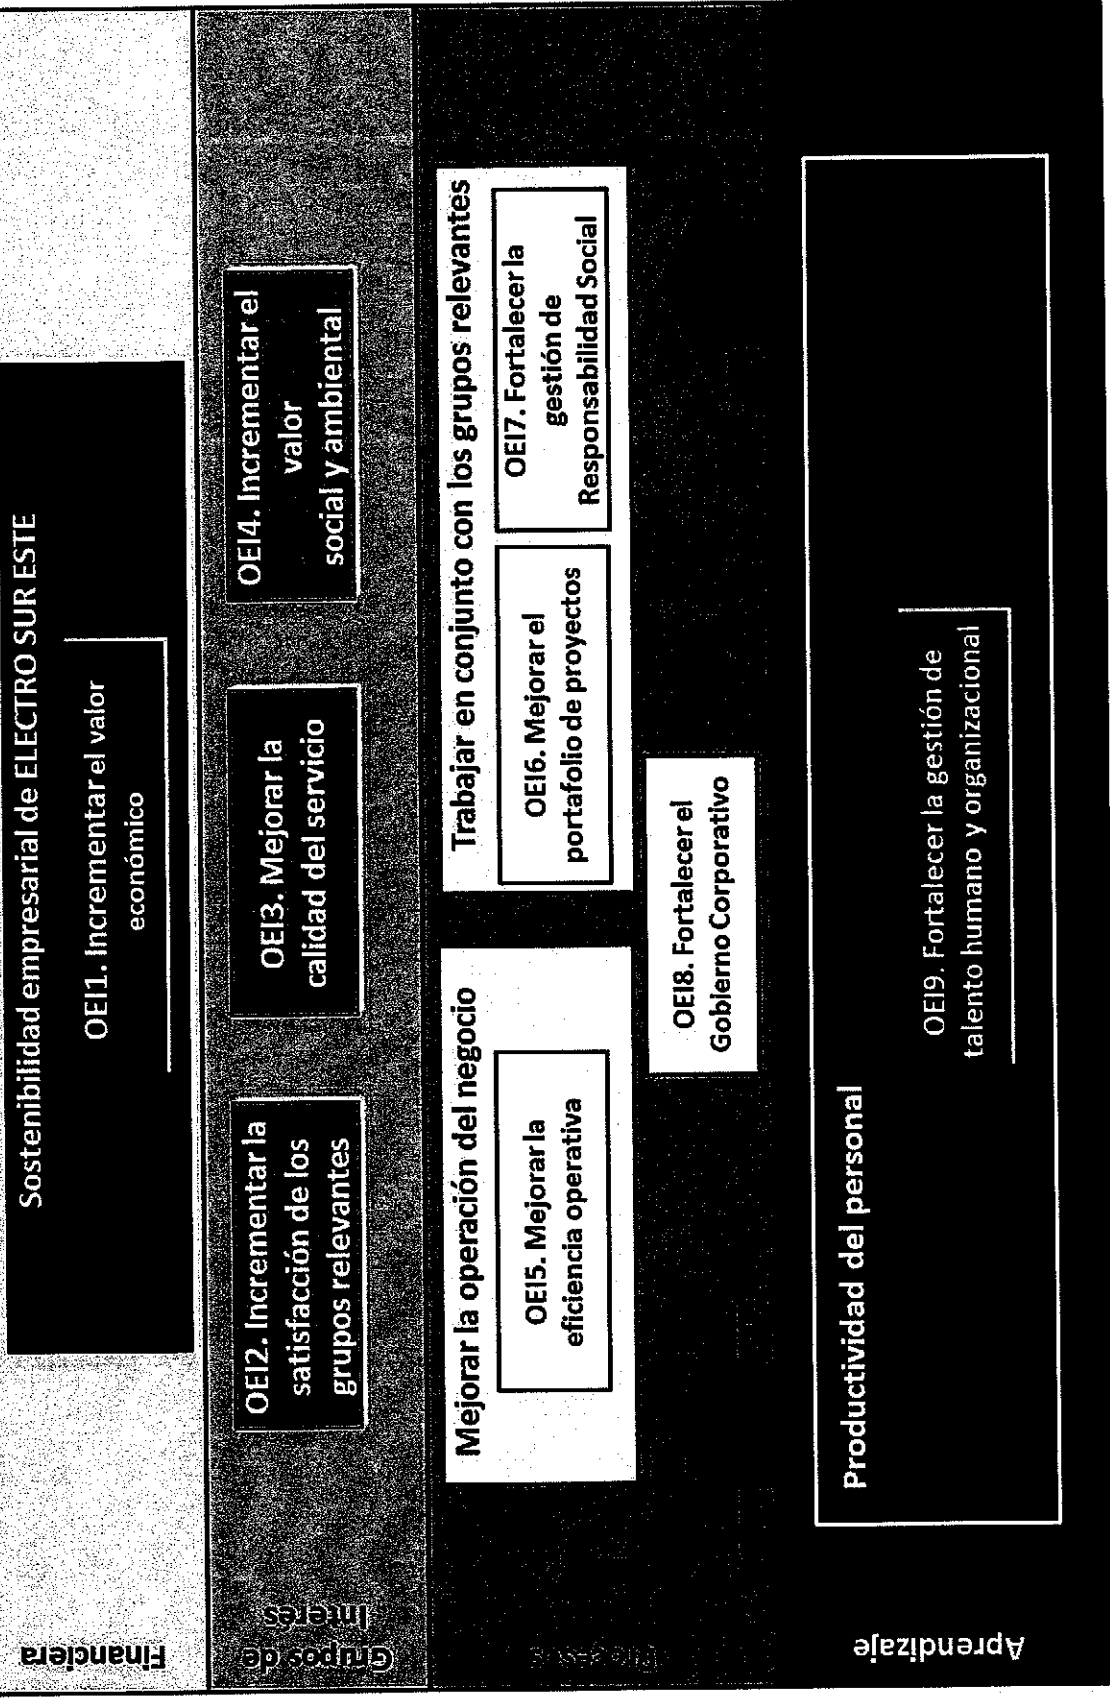 Financiera
Sostenibilidad empresarial de ELECTRO SUR ESTE
OEI1. Incrementar el valor
económico
Grupos de
Interés
OEI2. Incrementar la
satisfacción de los
grupos relevantes
OEI3. Mejorar la
calidad del servicio
OEI4. Incrementar el
valor
social y ambiental
Procesos
Mejorar la operación del negocio
OEI5. Mejorar la
eficiencia operativa
Trabajar en conjunto con los grupos relevantes
OEI6. Mejorar el
portafolio de proyectos
OEI7. Fortalecer la
gestión de
Responsabilidad Social
OEI8. Fortalecer el
Gobierno Corporativo
Aprendizaje
Productividad del personal
OEI9. Fortalecer la gestión de
talento humano y organizacional